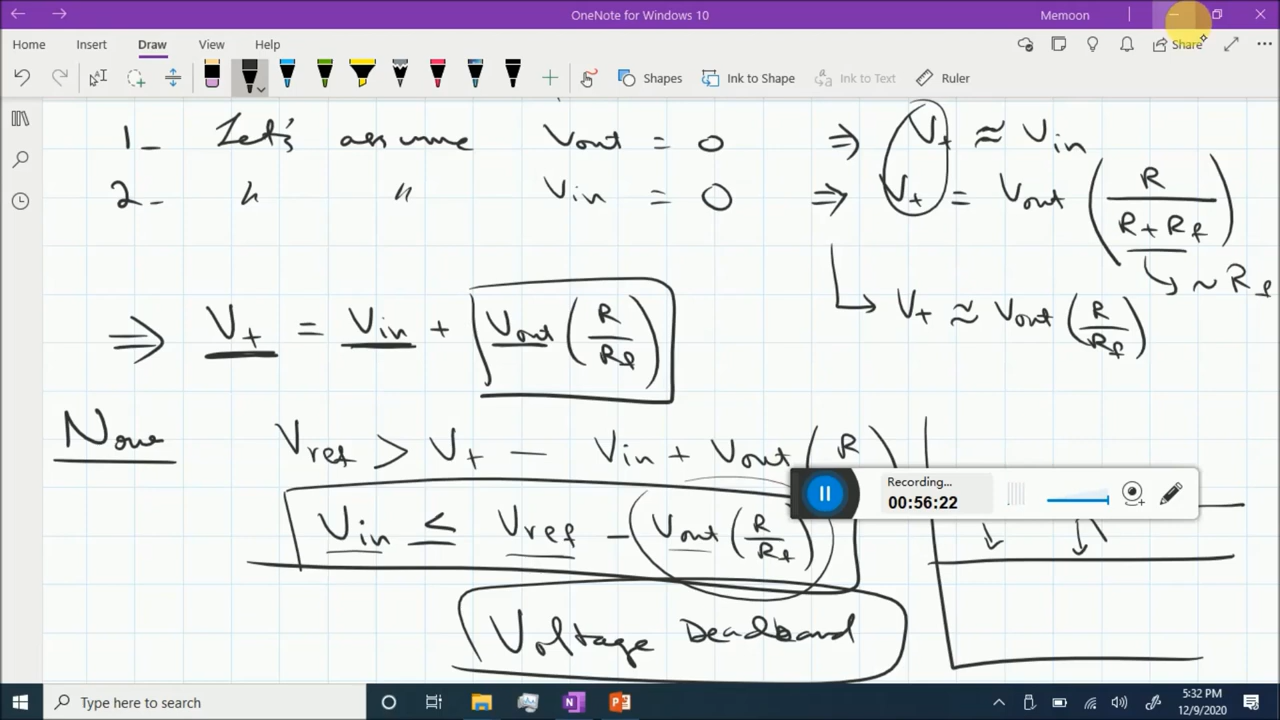 OneNote for Windows 10
Memoon
Home Insert Draw View Help
Share
Shapes Ink to Shape Ink to Text Ruler
1_ Let's assume Vout = 0 ⇒ V+ ≈ Vin
2_ " " Vin = 0 ⇒ V+ = Vout (R / (R + Rf))
↳ ~ Rf
↳ V+ ≈ Vout (R / Rf)
⇒ V+ = Vin + Vout (R / Rf)
Now Vref > V+ — Vin + Vout (R
Vin ≤ Vref - Vout (R / Rf)
Voltage Deadband
Recording...
00:56:22
Type here to search
5:32 PM
12/9/2020